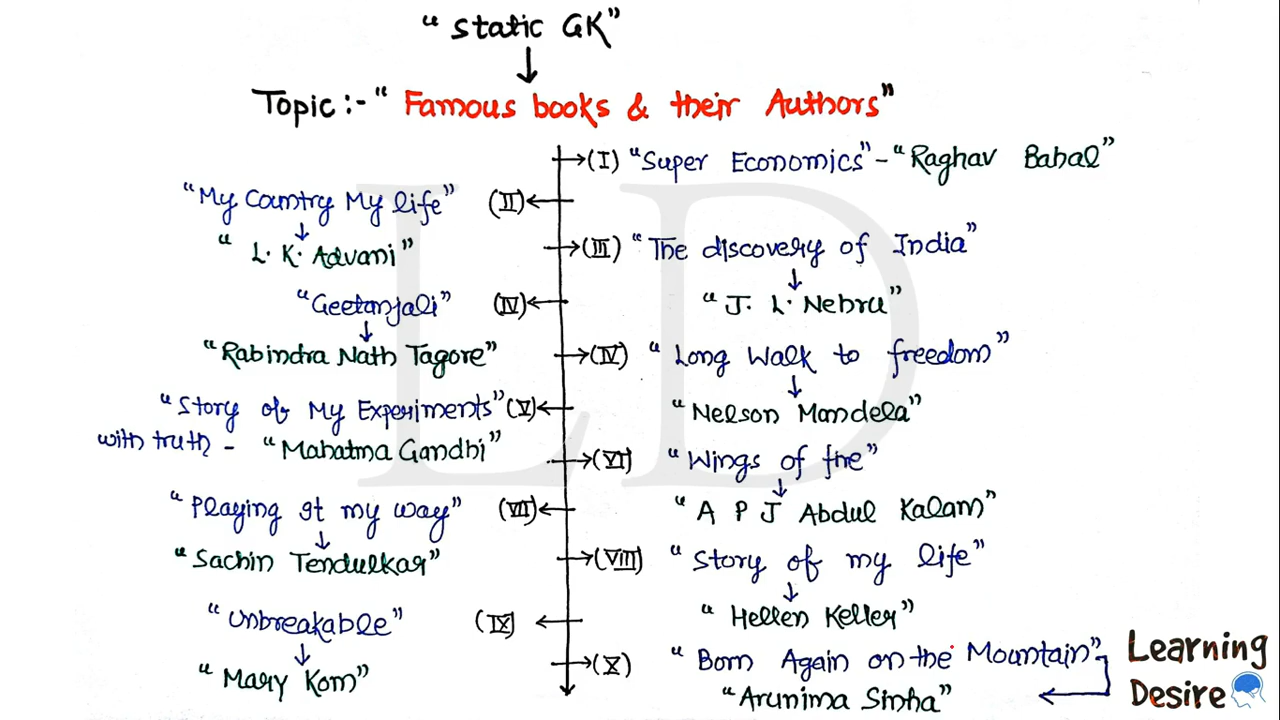 "Static GK"
Topic :- "Famous books & their Authors"
(I) "Super Economics" - "Raghav Bahal"
"My Country My life" (II)
"L. K. Advani"
(III) "The discovery of India"
"J. L. Nehru"
"Geetanjali" (IV)
"Rabindra Nath Tagore"
(IV) "Long Walk to freedom"
"Nelson Mandela"
"Story of My Experiments" (V)
with truth - "Mahatma Gandhi"
(VI) "Wings of fire"
"A P J Abdul Kalam"
"Playing It my way" (VII)
"Sachin Tendulkar"
(VIII) "Story of my life"
"Hellen Keller"
"Unbreakable" (IX)
"Mary Kom"
(X) "Born Again on the Mountain"
"Arunima Sinha"
LD
Learning
Desire